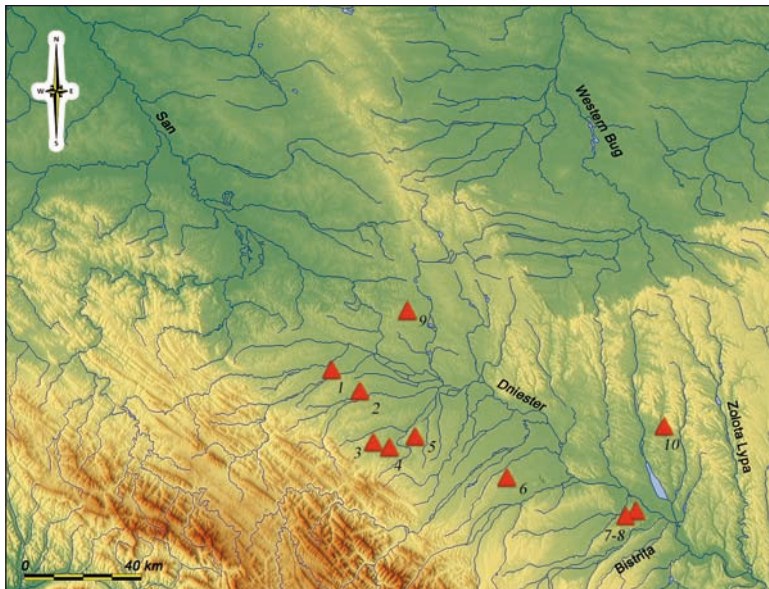 N
W E
S
San
Western Bug
9
1
2
Dniester
Zolota Lypa
10
5
3
4
6
7-8
Bistrița
0 40 km